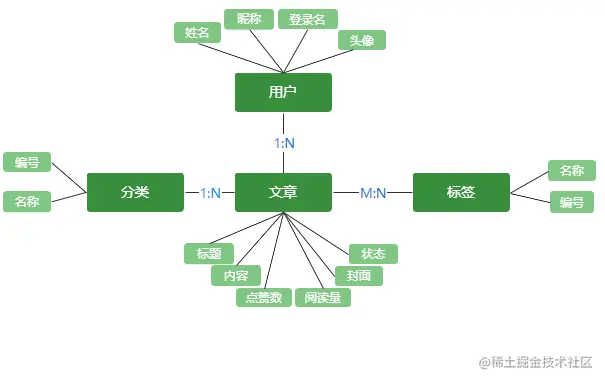 昵称
登录名
姓名
头像
用户
1:N
编号
名称
分类
1:N
文章
M:N
标签
名称
编号
标题
状态
内容
封面
点赞数
阅读量
@稀土掘金技术社区